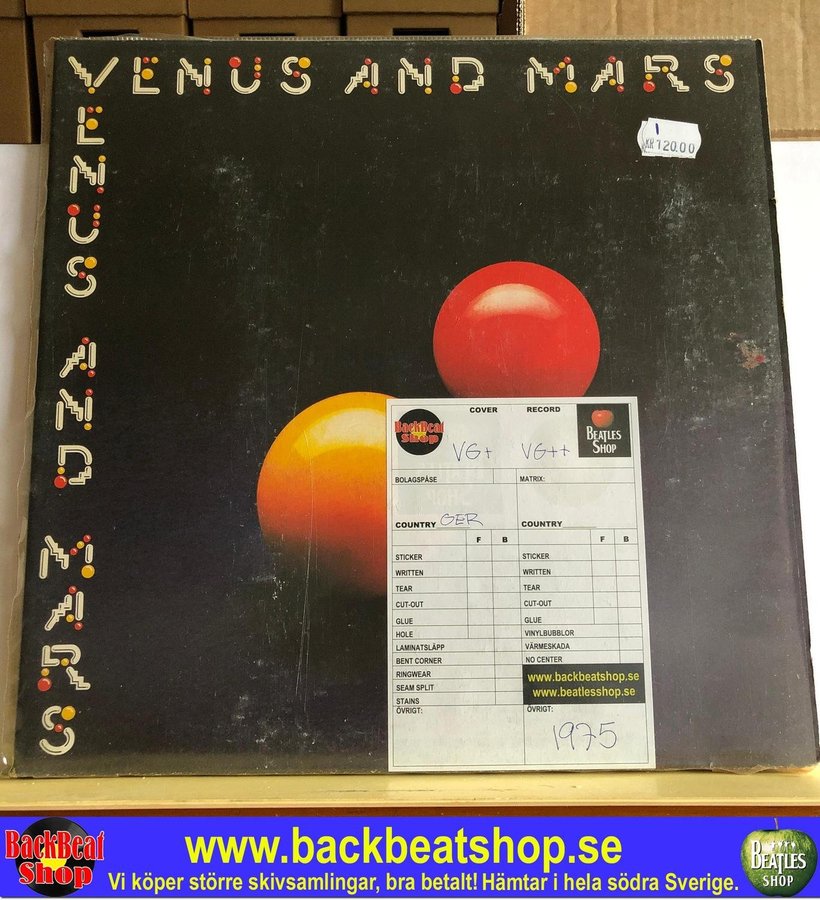 VENUS AND MARS
VENUS AND MARS
I
KR 120.00
BackBeat
Shop
COVER
RECORD
BEATLES
SHOP
VG+
VG++
BOLAGSPÅSE
MATRIX:
COUNTRY GER
COUNTRY
F B
F B
STICKER
WRITTEN
TEAR
CUT-OUT
GLUE
HOLE
LAMINATSLÄPP
BENT CORNER
RINGWEAR
SEAM SPLIT
STAINS
ÖVRIGT:
STICKER
WRITTEN
TEAR
CUT-OUT
GLUE
VINYLBUBBLOR
VÄRMESKADA
NO CENTER
www.backbeatshop.se
www.beatlesshop.se
ÖVRIGT:
1975
BackBeat
Shop
www.backbeatshop.se
Vi köper större skivsamlingar, bra betalt! Hämtar i hela södra Sverige.
BEATLES
SHOP